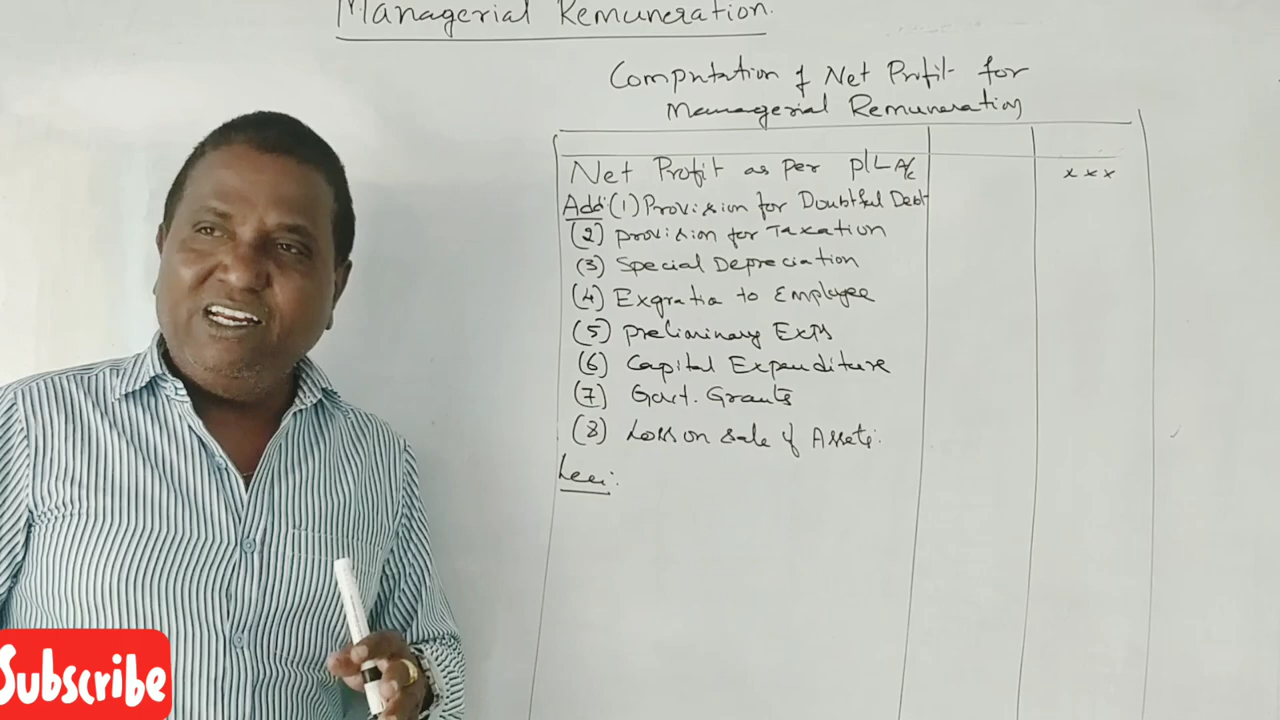 Managerial Remuneration.
Computation of Net Profit for
Managerial Remuneration
Net Profit as per P/L A/c xxx
Add: (1) Provision for Doubtful Debt
(2) provision for Taxation
(3) Special Depreciation
(4) Exgratia to Employee
(5) Preliminary Exps
(6) Capital Expenditure
(7) Govt. Grants
(8) Loss on sale of Assets.
Less:
Subscribe